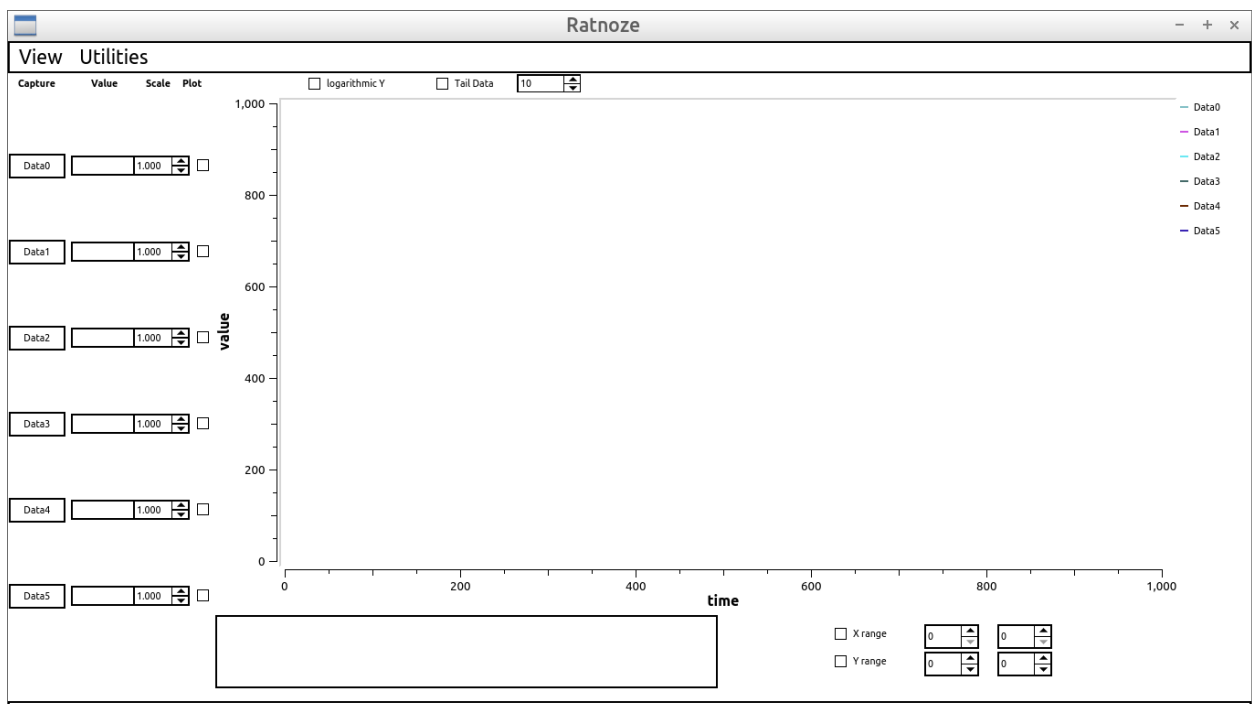 Ratnoze
View Utilities
Capture Value Scale Plot logarithmic Y Tail Data 10
1,000
Data0
Data1
Data2
Data3
Data4
Data5
Data0 1.000
800
Data1 1.000
600
value
Data2 1.000
400
Data3 1.000
200
Data4 1.000
0
0 200 400 600 800 1,000
Data5 1.000
time
X range 0 0
Y range 0 0